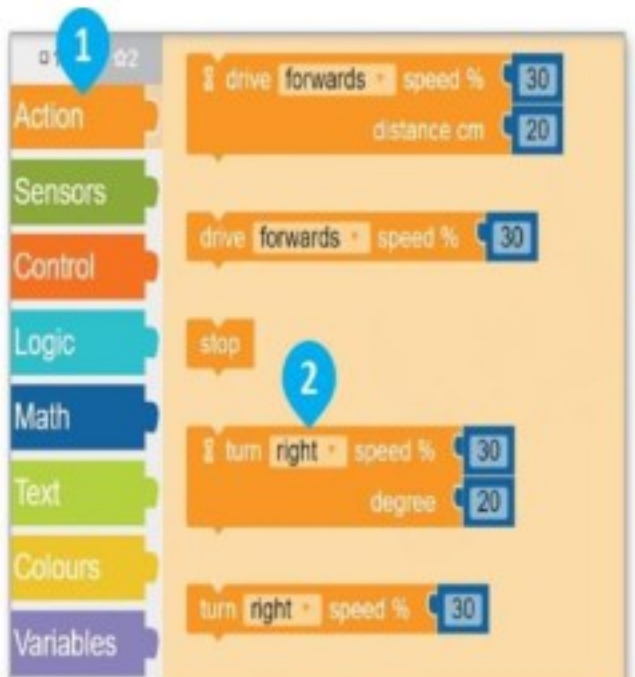 1
2
Action
Sensors
Control
Logic
Math
Text
Colours
Variables
drive forwards speed % 30
distance cm 20
drive forwards speed % 30
stop
2
turn right speed % 30
degree 20
turn right speed % 30